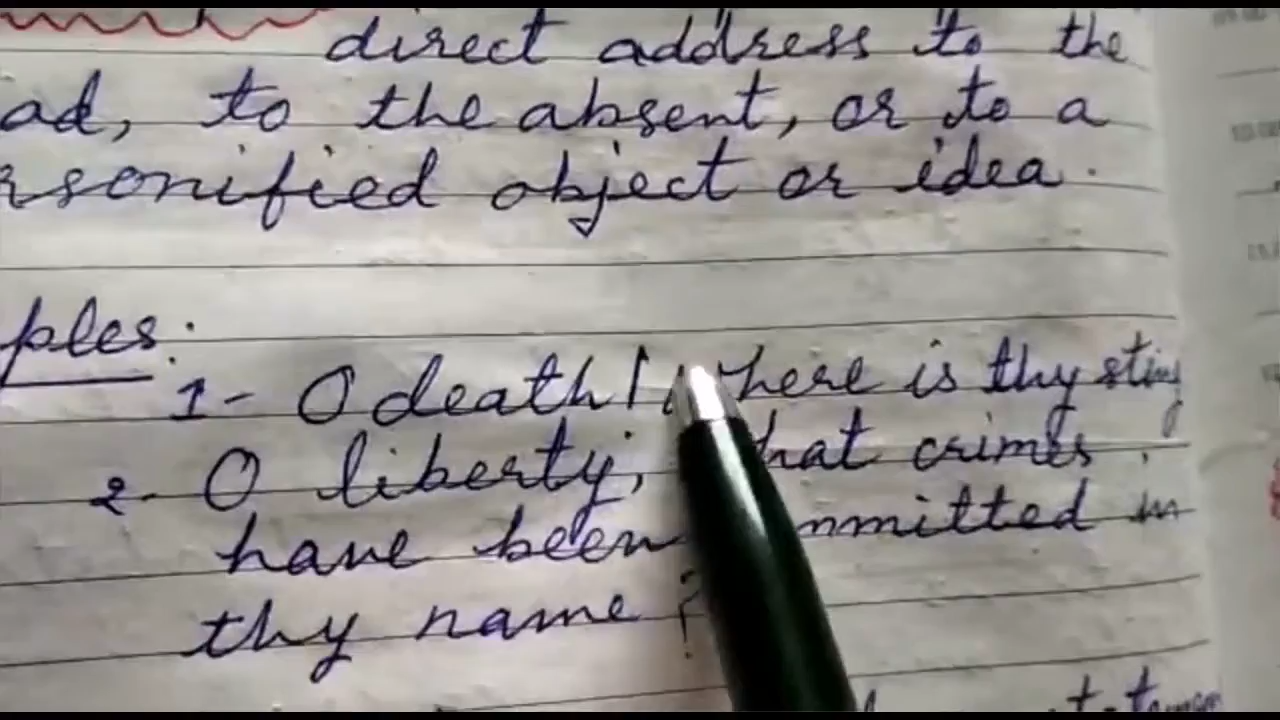 direct address to the
ad, to the absent, or to a
rsonified object or idea.
ples:
1- O death! where is thy sting
2- O liberty, what crimes
have been committed in
thy name?